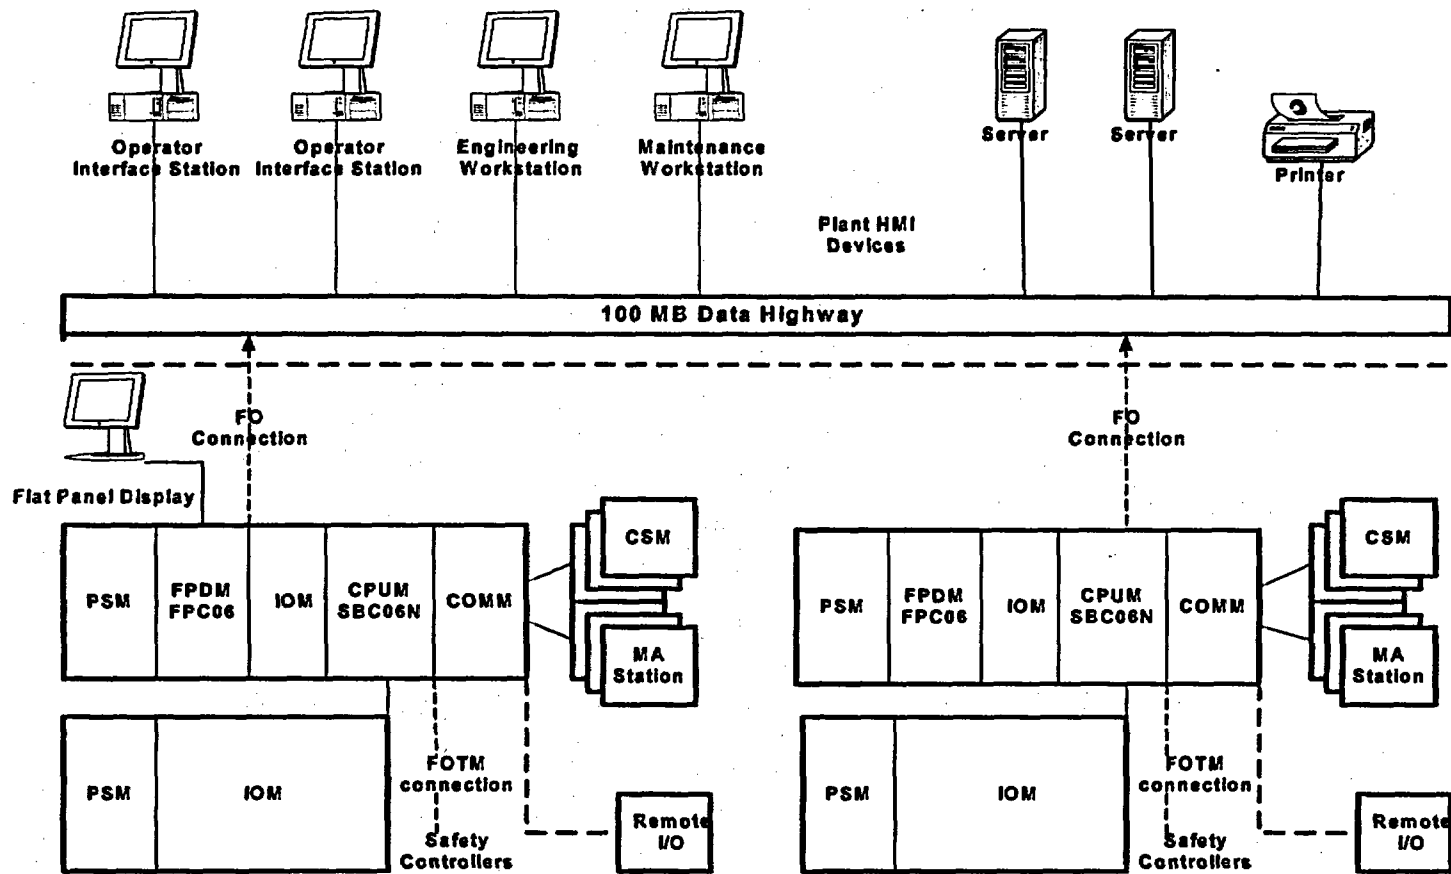 Operator
Interface Station
Operator
Interface Station
Engineering
Workstation
Maintenance
Workstation
Server
Server
Printer
Plant HMI
Devices
100 MB Data Highway
FO
Connection
FO
Connection
Flat Panel Display
PSM
FPDM
FPC06
IOM
CPUM
SBC06N
COMM
CSM
MA
Station
PSM
FPDM
FPC06
IOM
CPUM
SBC06N
COMM
CSM
MA
Station
PSM
IOM
FOTM
connection
Safety
Controllers
Remote
I/O
PSM
IOM
FOTM
connection
Safety
Controllers
Remote
I/O